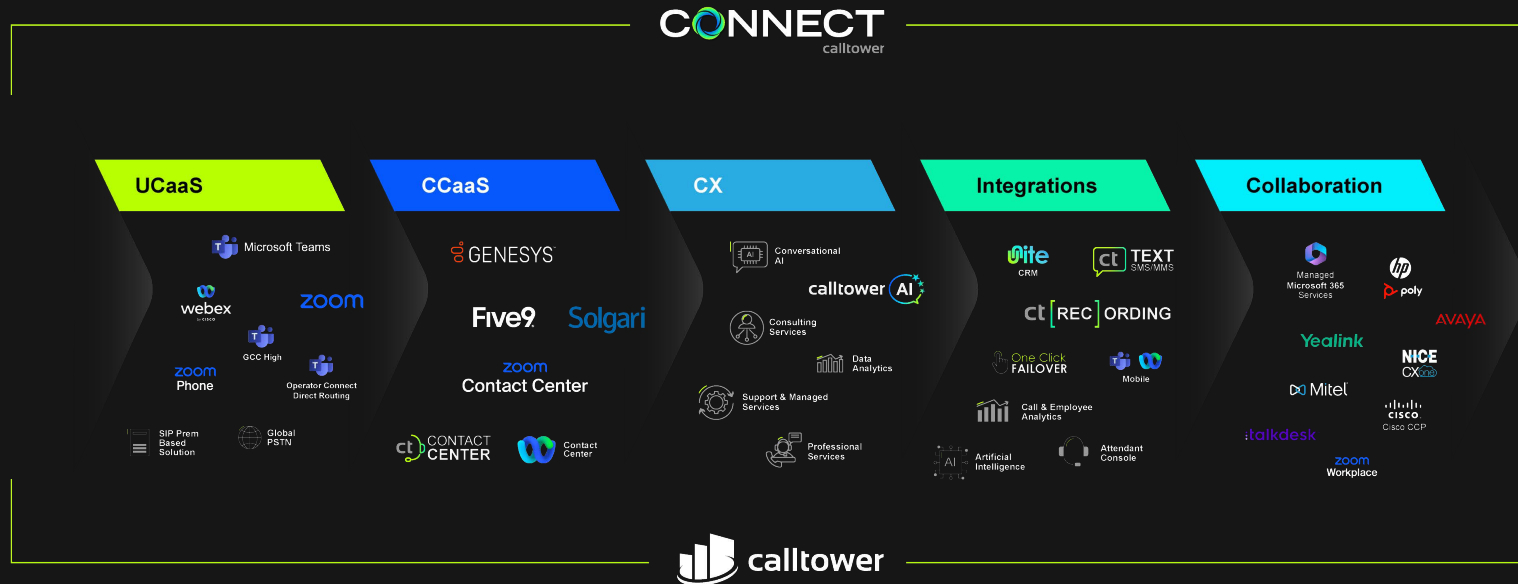 CONNECT
calltower
UCaaS
Microsoft Teams
webex
by CISCO
zoom
GCC High
zoom
Phone
Operator Connect
Direct Routing
SIP Prem
Based
Solution
Global
PSTN
CCaaS
GENESYS
Five9
Solgari
zoom
Contact Center
ct CONTACT
CENTER
Contact
Center
CX
AI
Conversational
AI
calltower AI
Consulting
Services
Data
Analytics
Support & Managed
Services
Professional
Services
Integrations
Unite
CRM
ct TEXT
SMS/MMS
ct[REC]ORDING
One Click
FAILOVER
Mobile
Call & Employee
Analytics
AI
Artificial
Intelligence
Attendant
Console
Collaboration
Managed
Microsoft 365
Services
hp
poly
AVAYA
Yealink
NICE
CXone
Mitel
CISCO
Cisco CCP
talkdesk
zoom
Workplace
calltower